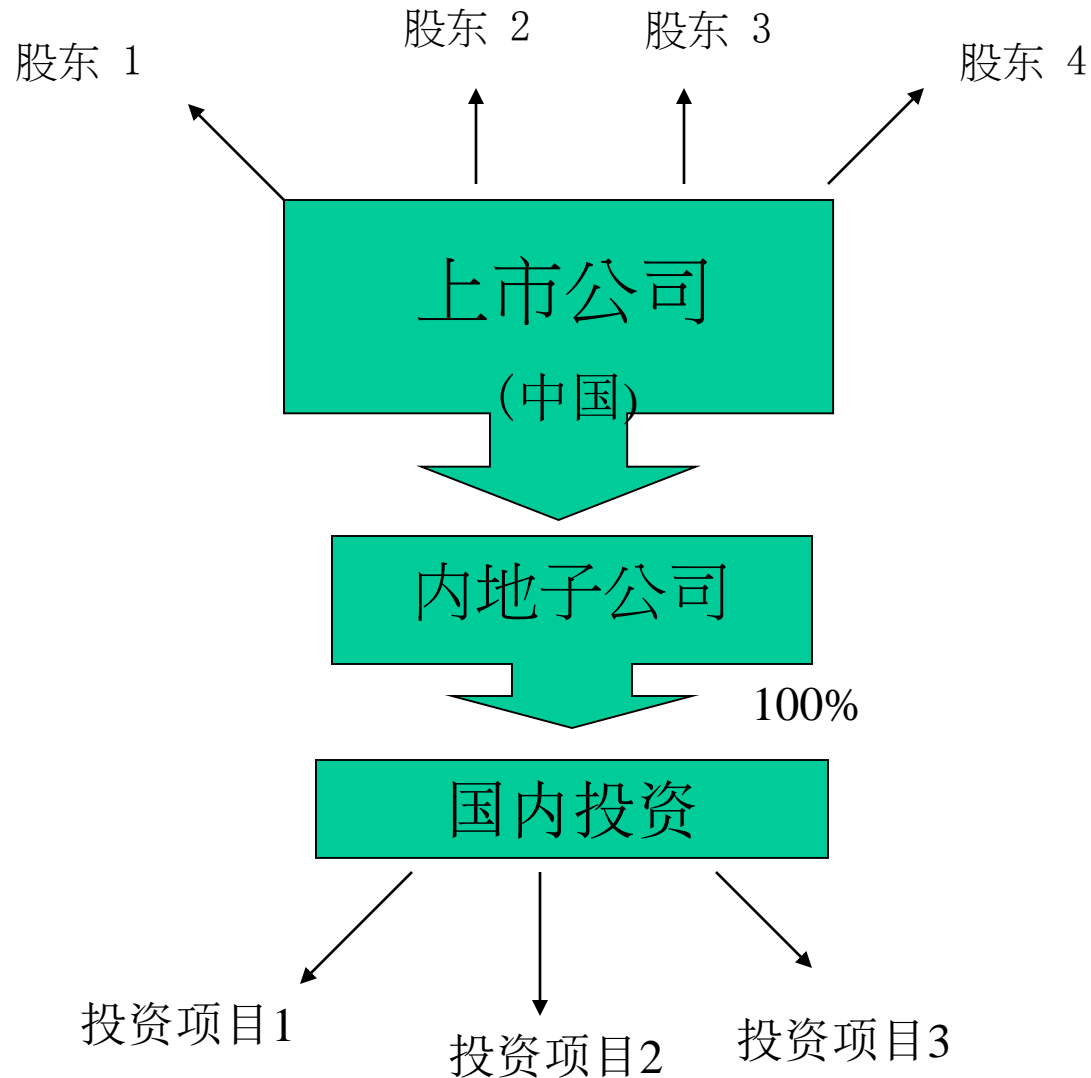 股东 1
股东 2
股东 3
股东 4
上市公司
(中国)
内地子公司
100%
国内投资
投资项目1
投资项目2
投资项目3